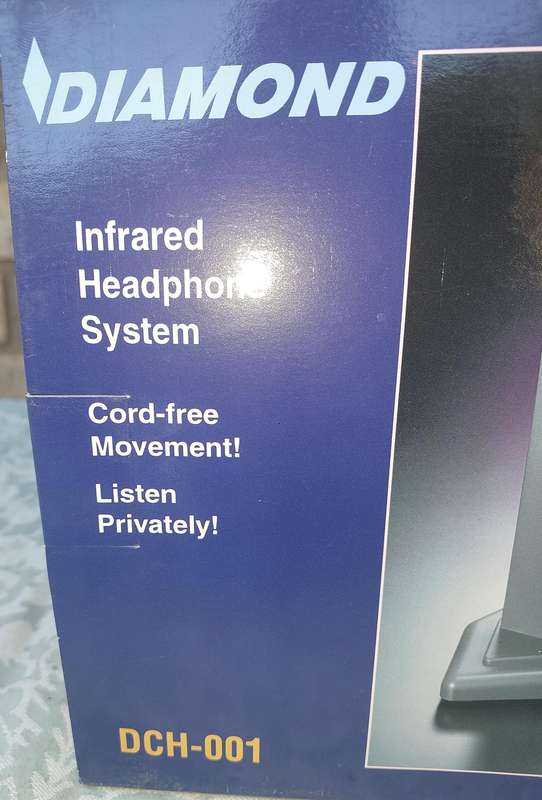 DIAMOND
Infrared
Headphone
System
Cord-free
Movement!
Listen
Privately!
DCH-001